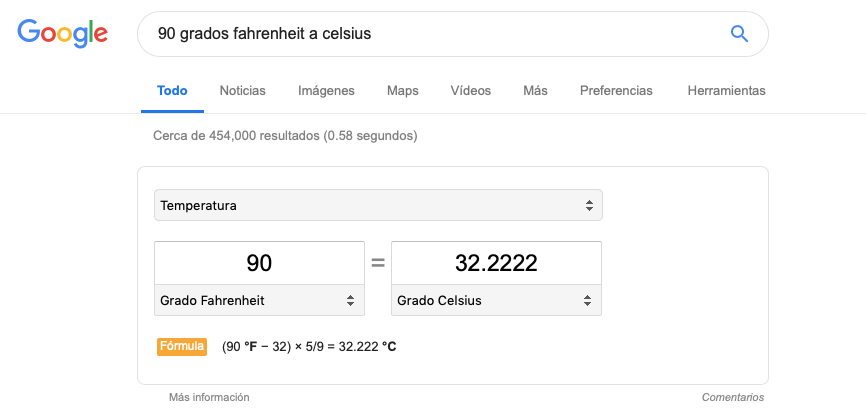 Google
90 grados fahrenheit a celsius
Todo Noticias Imágenes Maps Vídeos Más Preferencias Herramientas
Cerca de 454,000 resultados (0.58 segundos)
Temperatura
90 = 32.2222
Grado Fahrenheit Grado Celsius
Fórmula (90 °F − 32) × 5/9 = 32.222 °C
Más información Comentarios